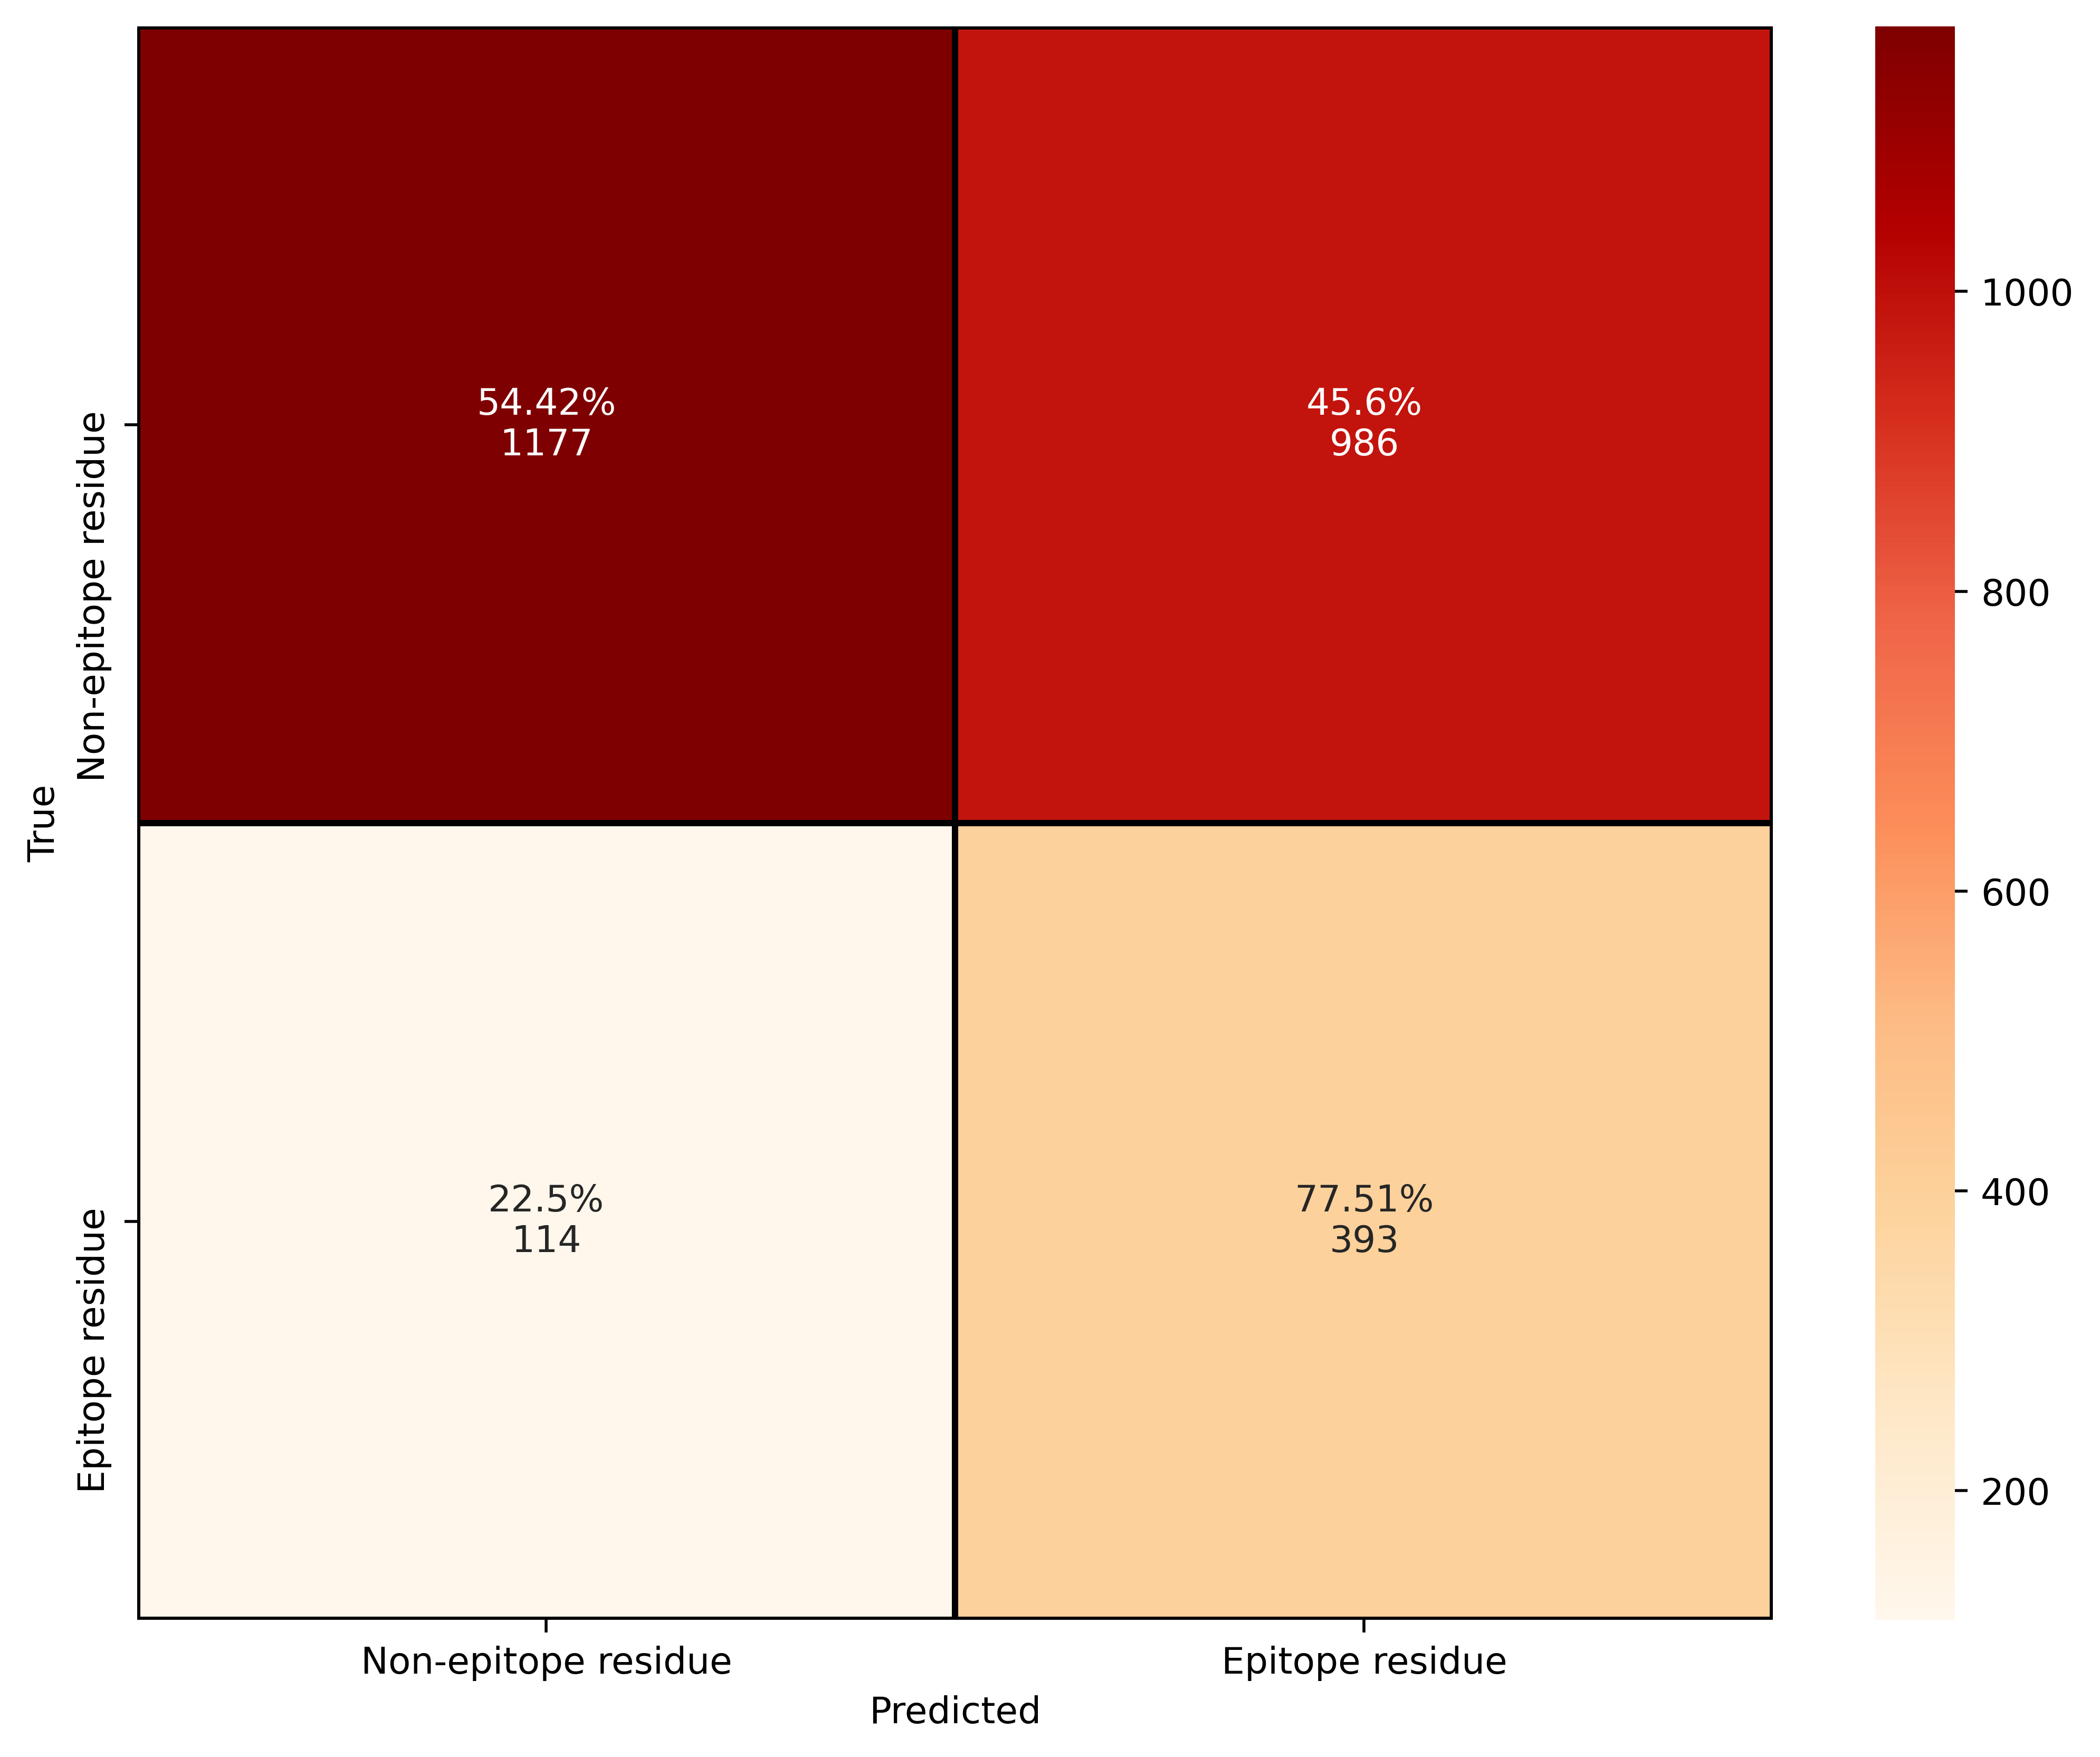 True
Non-epitope residue
Epitope residue
54.42%
1177
45.6%
986
22.5%
114
77.51%
393
Non-epitope residue
Epitope residue
Predicted
1000
800
600
400
200